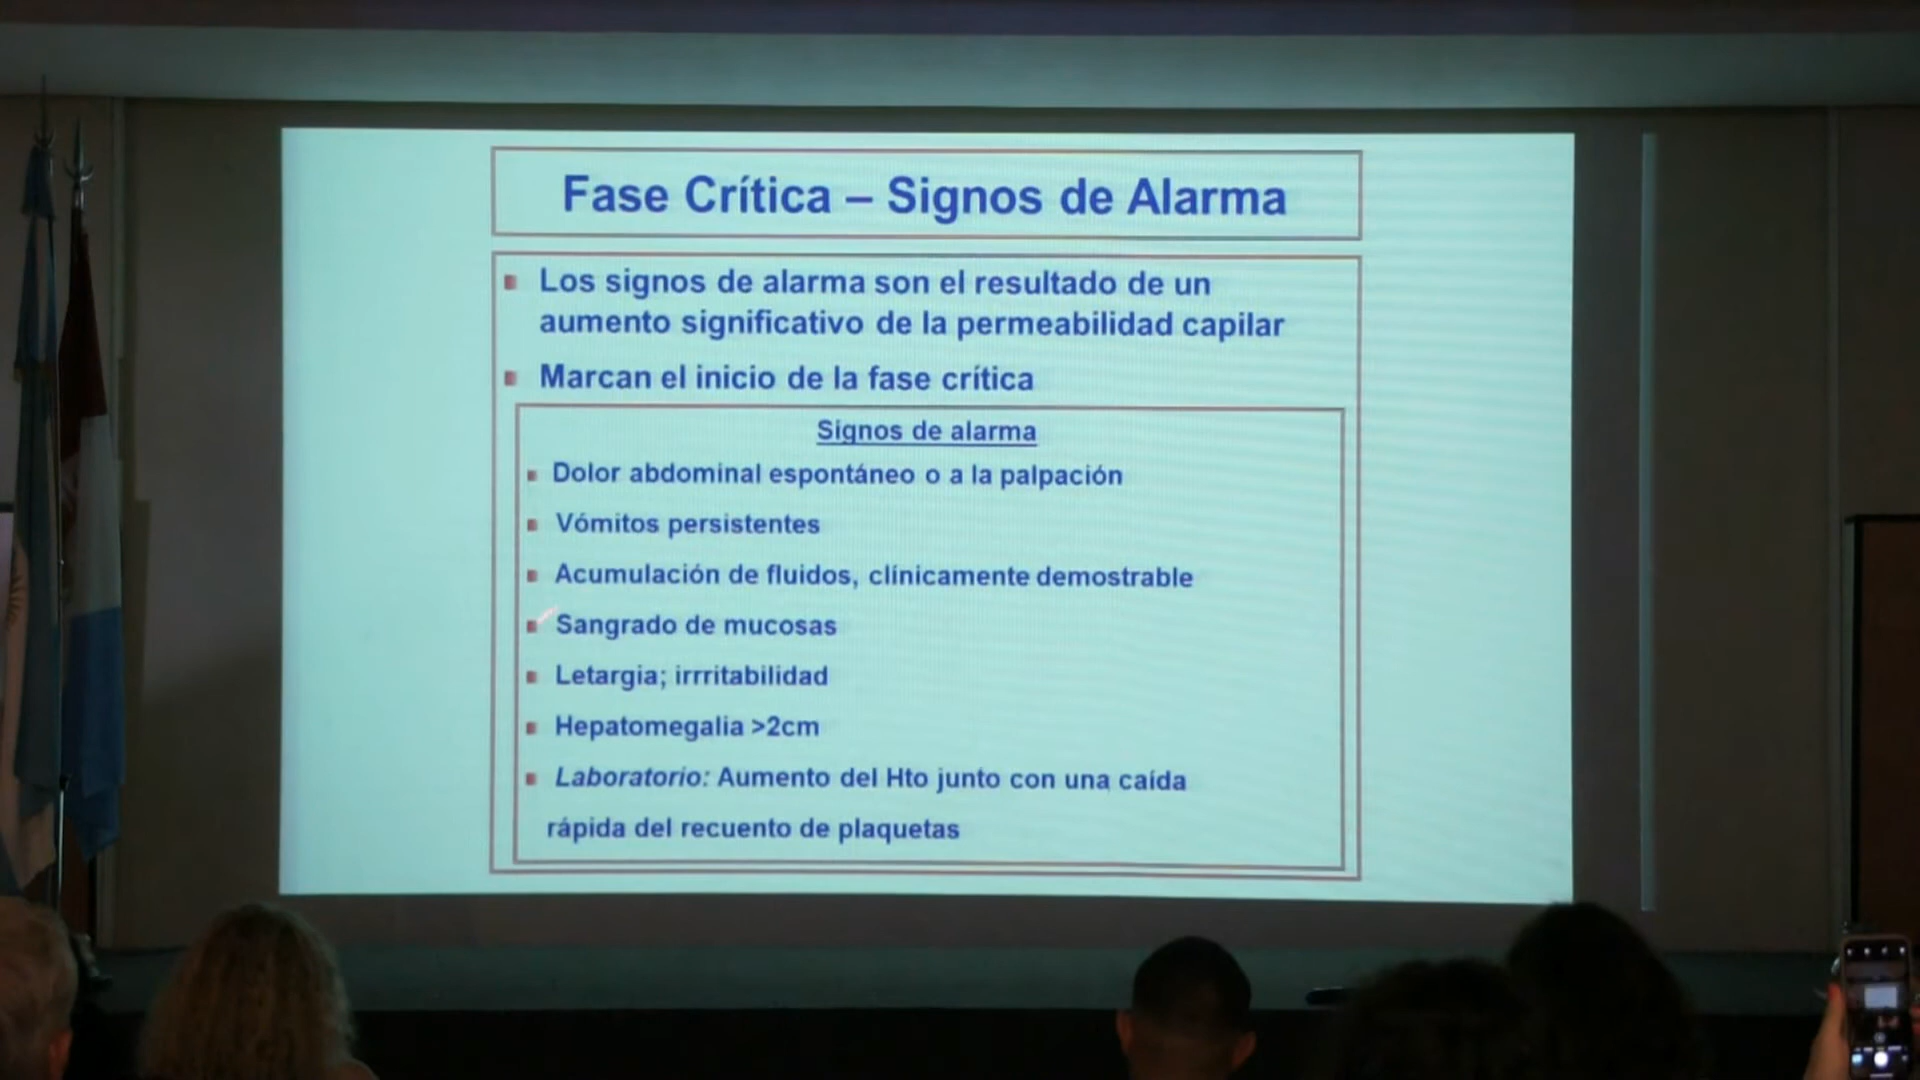 Fase Crítica – Signos de Alarma
Los signos de alarma son el resultado de un
aumento significativo de la permeabilidad capilar
Marcan el inicio de la fase crítica
Signos de alarma
Dolor abdominal espontáneo o a la palpación
Vómitos persistentes
Acumulación de fluidos, clínicamente demostrable
Sangrado de mucosas
Letargia; irrritabilidad
Hepatomegalia >2cm
Laboratorio: Aumento del Hto junto con una caída
rápida del recuento de plaquetas